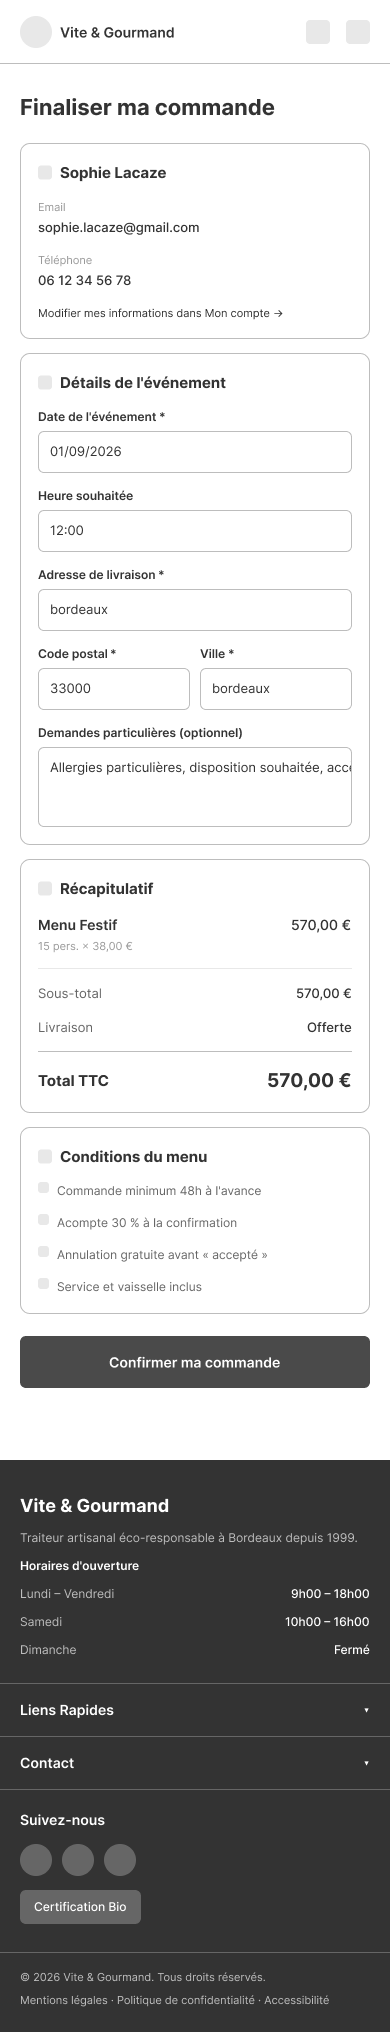 Vite & Gourmand
Finaliser ma commande
Sophie Lacaze
Email
sophie.lacaze@gmail.com
Téléphone
06 12 34 56 78
Modifier mes informations dans Mon compte →
Détails de l'événement
Date de l'événement *
01/09/2026
Heure souhaitée
12:00
Adresse de livraison *
bordeaux
Code postal * Ville *
33000 bordeaux
Demandes particulières (optionnel)
Allergies particulières, disposition souhaitée, acc
Récapitulatif
Menu Festif 570,00 €
15 pers. × 38,00 €
Sous-total 570,00 €
Livraison Offerte
Total TTC 570,00 €
Conditions du menu
Commande minimum 48h à l'avance
Acompte 30 % à la confirmation
Annulation gratuite avant « accepté »
Service et vaisselle inclus
Confirmer ma commande
Vite & Gourmand
Traiteur artisanal éco-responsable à Bordeaux depuis 1999.
Horaires d'ouverture
Lundi – Vendredi 9h00 – 18h00
Samedi 10h00 – 16h00
Dimanche Fermé
Liens Rapides ▾
Contact ▾
Suivez-nous
Certification Bio
© 2026 Vite & Gourmand. Tous droits réservés.
Mentions légales · Politique de confidentialité · Accessibilité